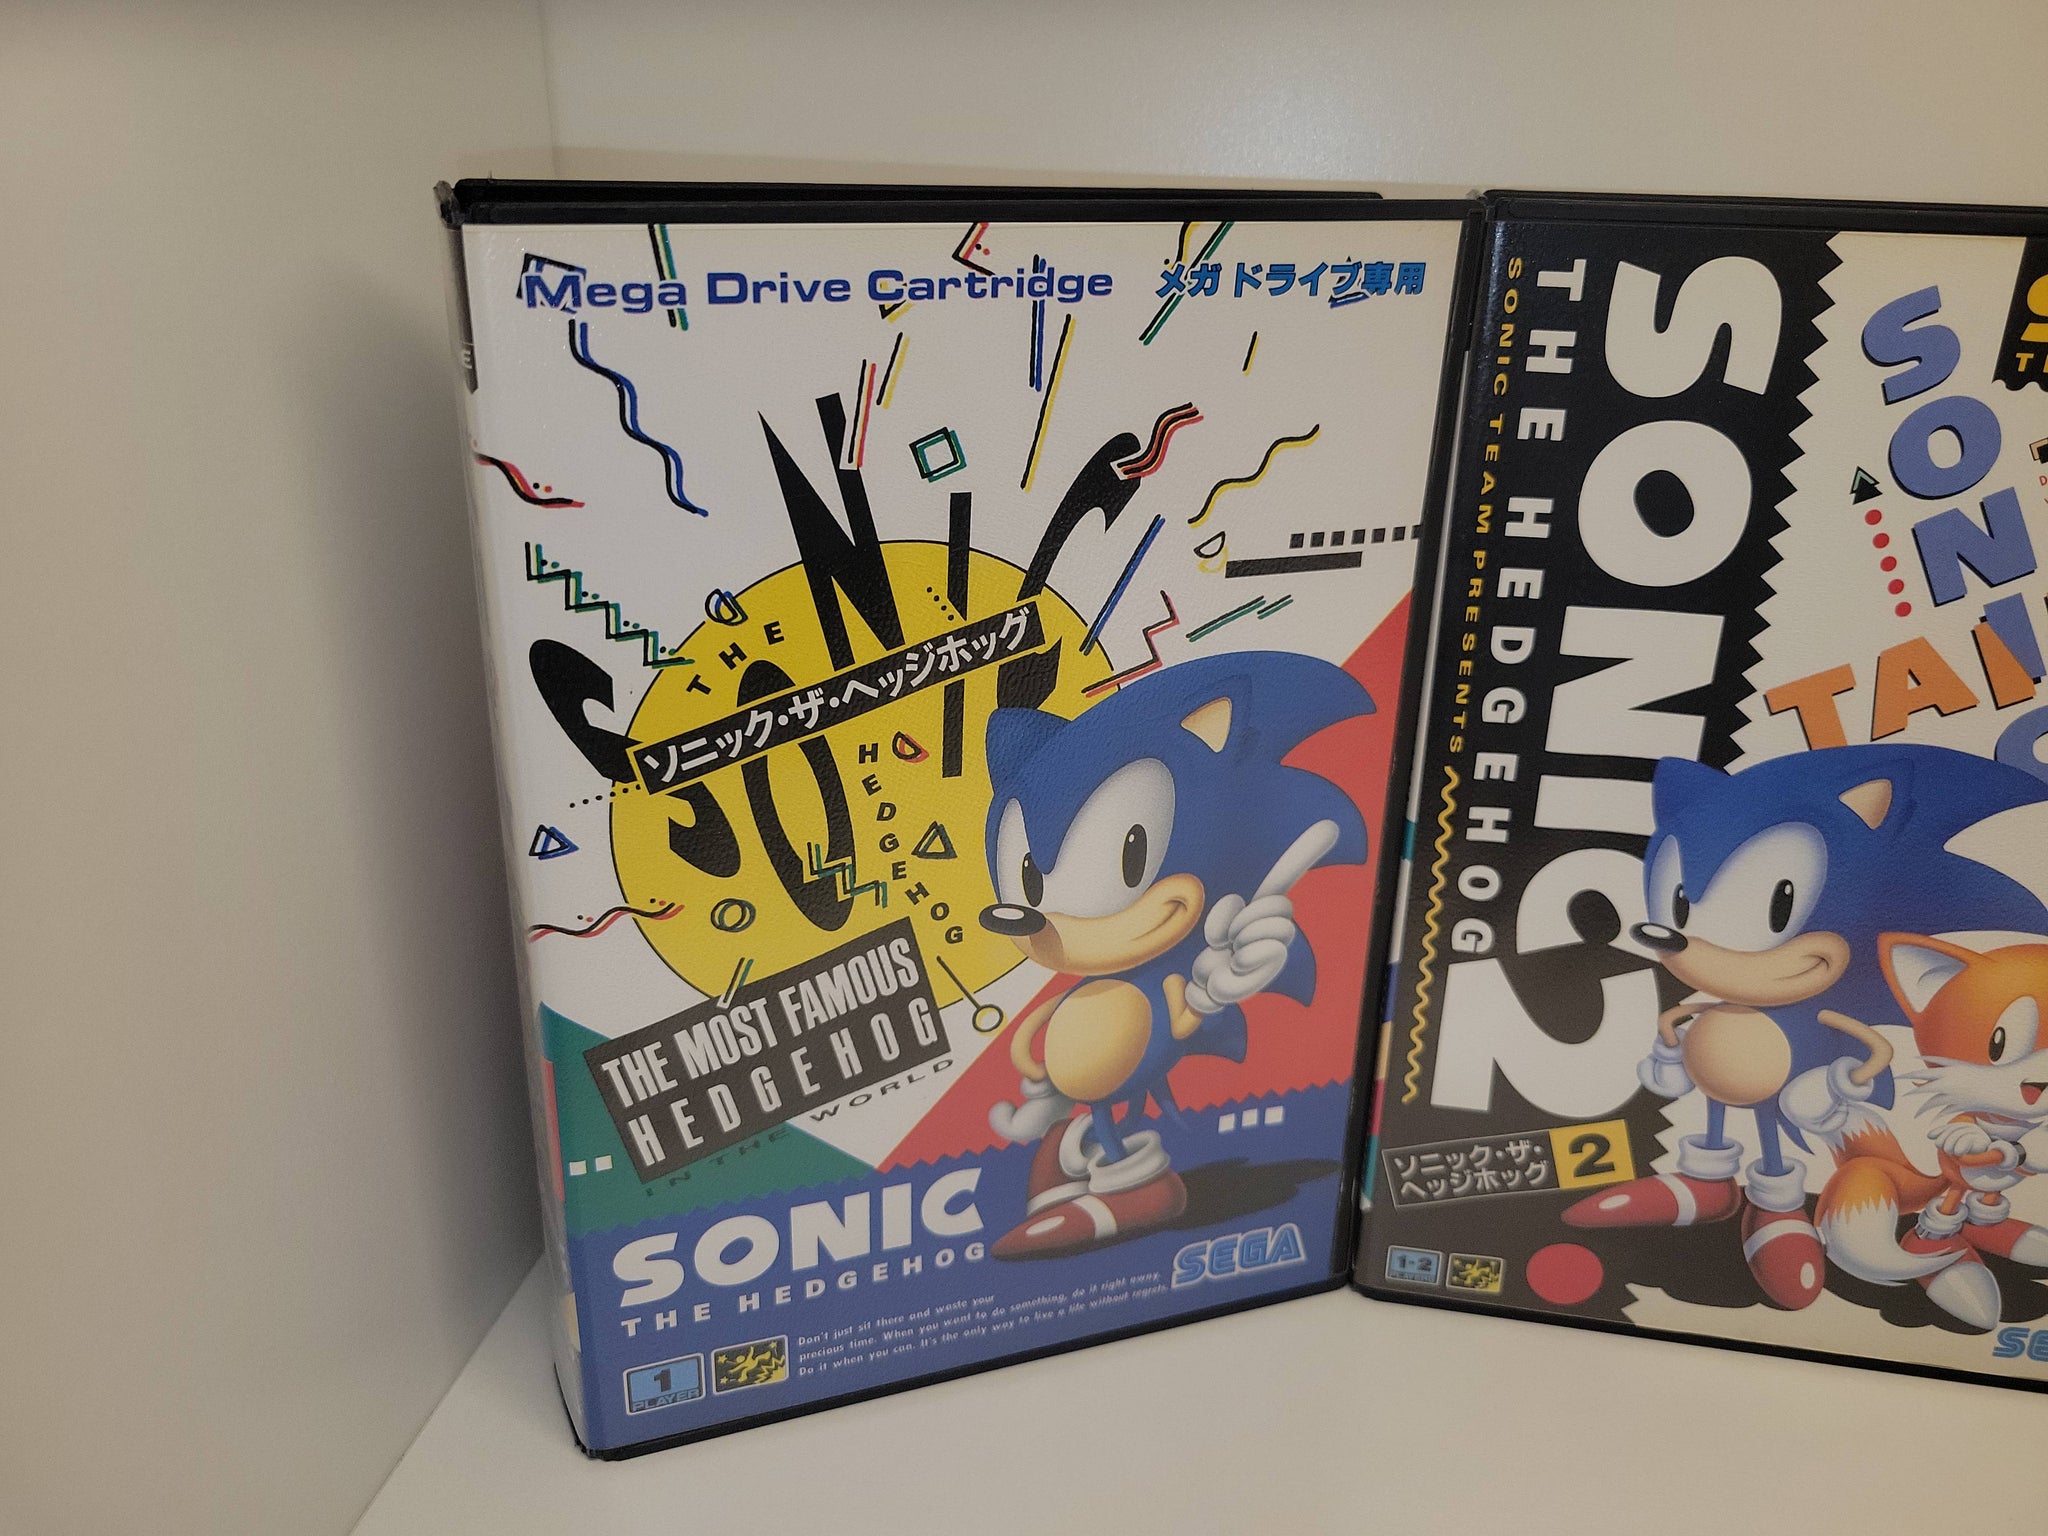 Mega Drive Cartridge メガドライブ専用
THE
SONIC
ソニック・ザ・ヘッジホッグ
HEDGEHOG
THE MOST FAMOUS
HEDGEHOG
IN THE WORLD
SONIC
THE HEDGEHOG
SEGA
Don't just sit there and waste your
precious time. When you want to do something, do it right away.
Do it when you can. It's the only way to live a life without regrets.
1
PLAYER
SONIC TEAM PRESENTS
THE HEDGEHOG
SONIC 2
SONI
TAI
ソニック・ザ・
ヘッジホッグ 2
1-2
PLAYERS
SE